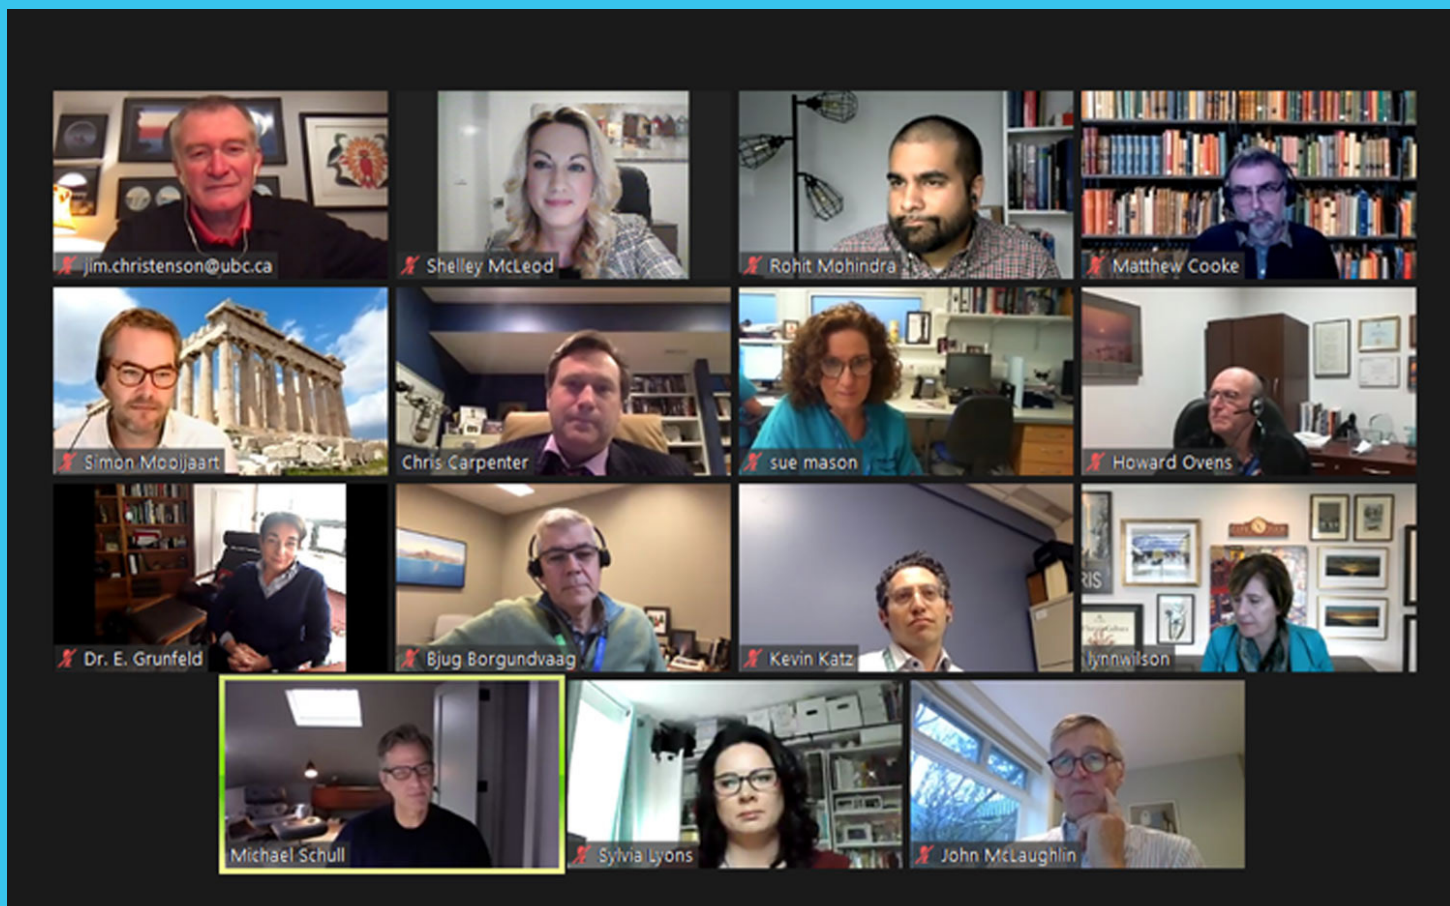 jim.christenson@ubc.ca
Shelley McLeod
Rohit Mohindra
Matthew Cooke
Simon Mooijaart
Chris Carpenter
sue mason
Howard Ovens
Dr. E. Grunfeld
Bjug Borgundvaag
Kevin Katz
RIS
lynnwilson
Michael Schull
Sylvia Lyons
John McLaughlin